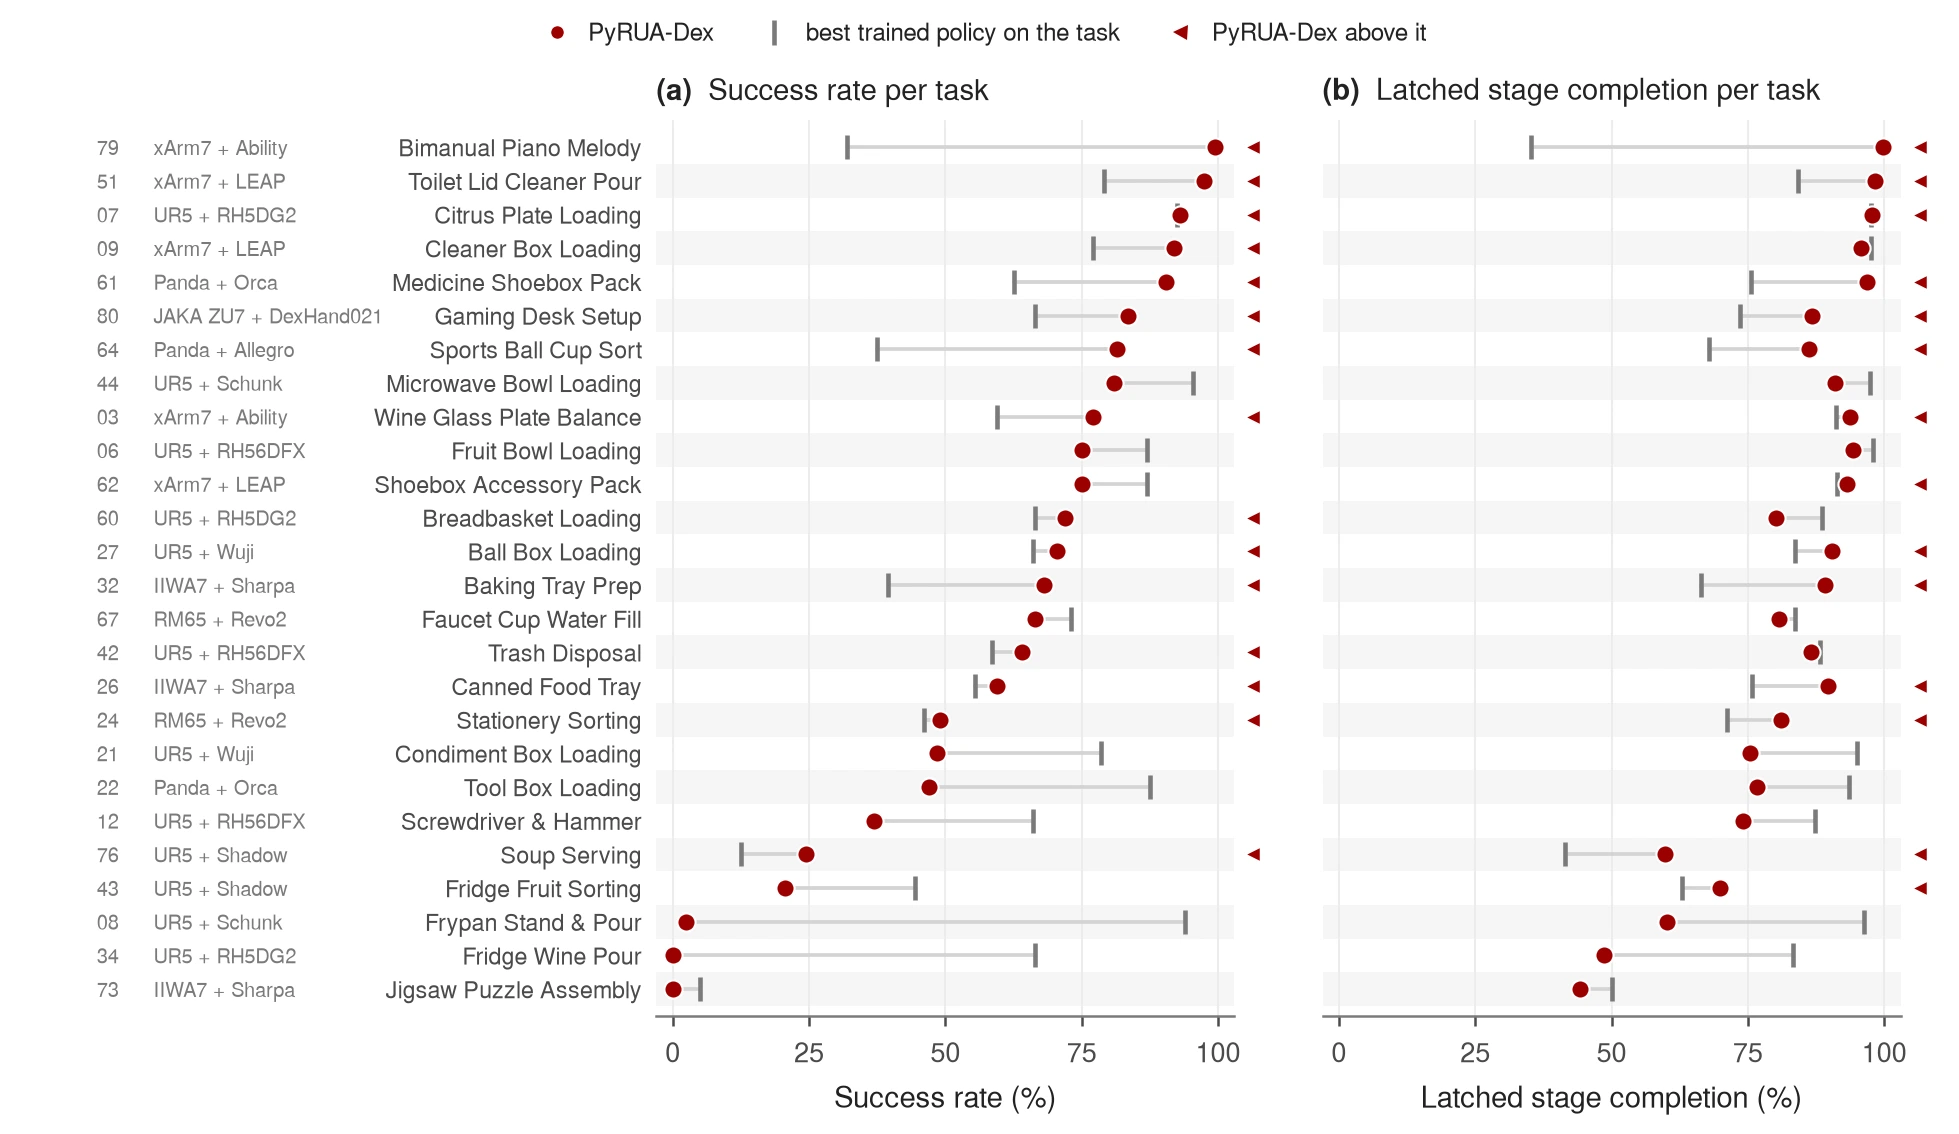 PyRUA-Dex best trained policy on the task PyRUA-Dex above it
(a) Success rate per task (b) Latched stage completion per task
79 xArm7 + Ability Bimanual Piano Melody
51 xArm7 + LEAP Toilet Lid Cleaner Pour
07 UR5 + RH5DG2 Citrus Plate Loading
09 xArm7 + LEAP Cleaner Box Loading
61 Panda + Orca Medicine Shoebox Pack
80 JAKA ZU7 + DexHand021 Gaming Desk Setup
64 Panda + Allegro Sports Ball Cup Sort
44 UR5 + Schunk Microwave Bowl Loading
03 xArm7 + Ability Wine Glass Plate Balance
06 UR5 + RH56DFX Fruit Bowl Loading
62 xArm7 + LEAP Shoebox Accessory Pack
60 UR5 + RH5DG2 Breadbasket Loading
27 UR5 + Wuji Ball Box Loading
32 IIWA7 + Sharpa Baking Tray Prep
67 RM65 + Revo2 Faucet Cup Water Fill
42 UR5 + RH56DFX Trash Disposal
26 IIWA7 + Sharpa Canned Food Tray
24 RM65 + Revo2 Stationery Sorting
21 UR5 + Wuji Condiment Box Loading
22 Panda + Orca Tool Box Loading
12 UR5 + RH56DFX Screwdriver & Hammer
76 UR5 + Shadow Soup Serving
43 UR5 + Shadow Fridge Fruit Sorting
08 UR5 + Schunk Frypan Stand & Pour
34 UR5 + RH5DG2 Fridge Wine Pour
73 IIWA7 + Sharpa Jigsaw Puzzle Assembly
0 25 50 75 100 0 25 50 75 100
Success rate (%) Latched stage completion (%)